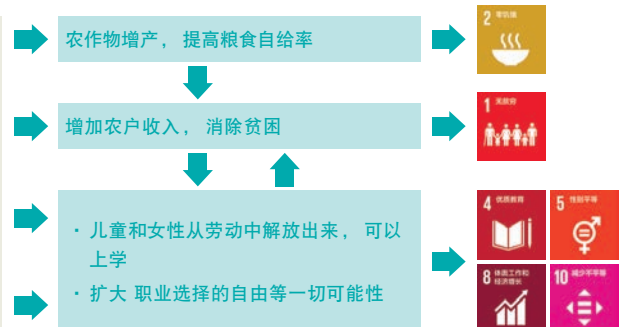 农作物增产， 提高粮食自给率
2 零饥饿
增加农户收入， 消除贫困
1 无贫穷
· 儿童和女性从劳动中解放出来， 可以
上学
· 扩大 职业选择的自由等一切可能性
4 优质教育
5 性别平等
8 体面工作和
经济增长
10 减少不平等